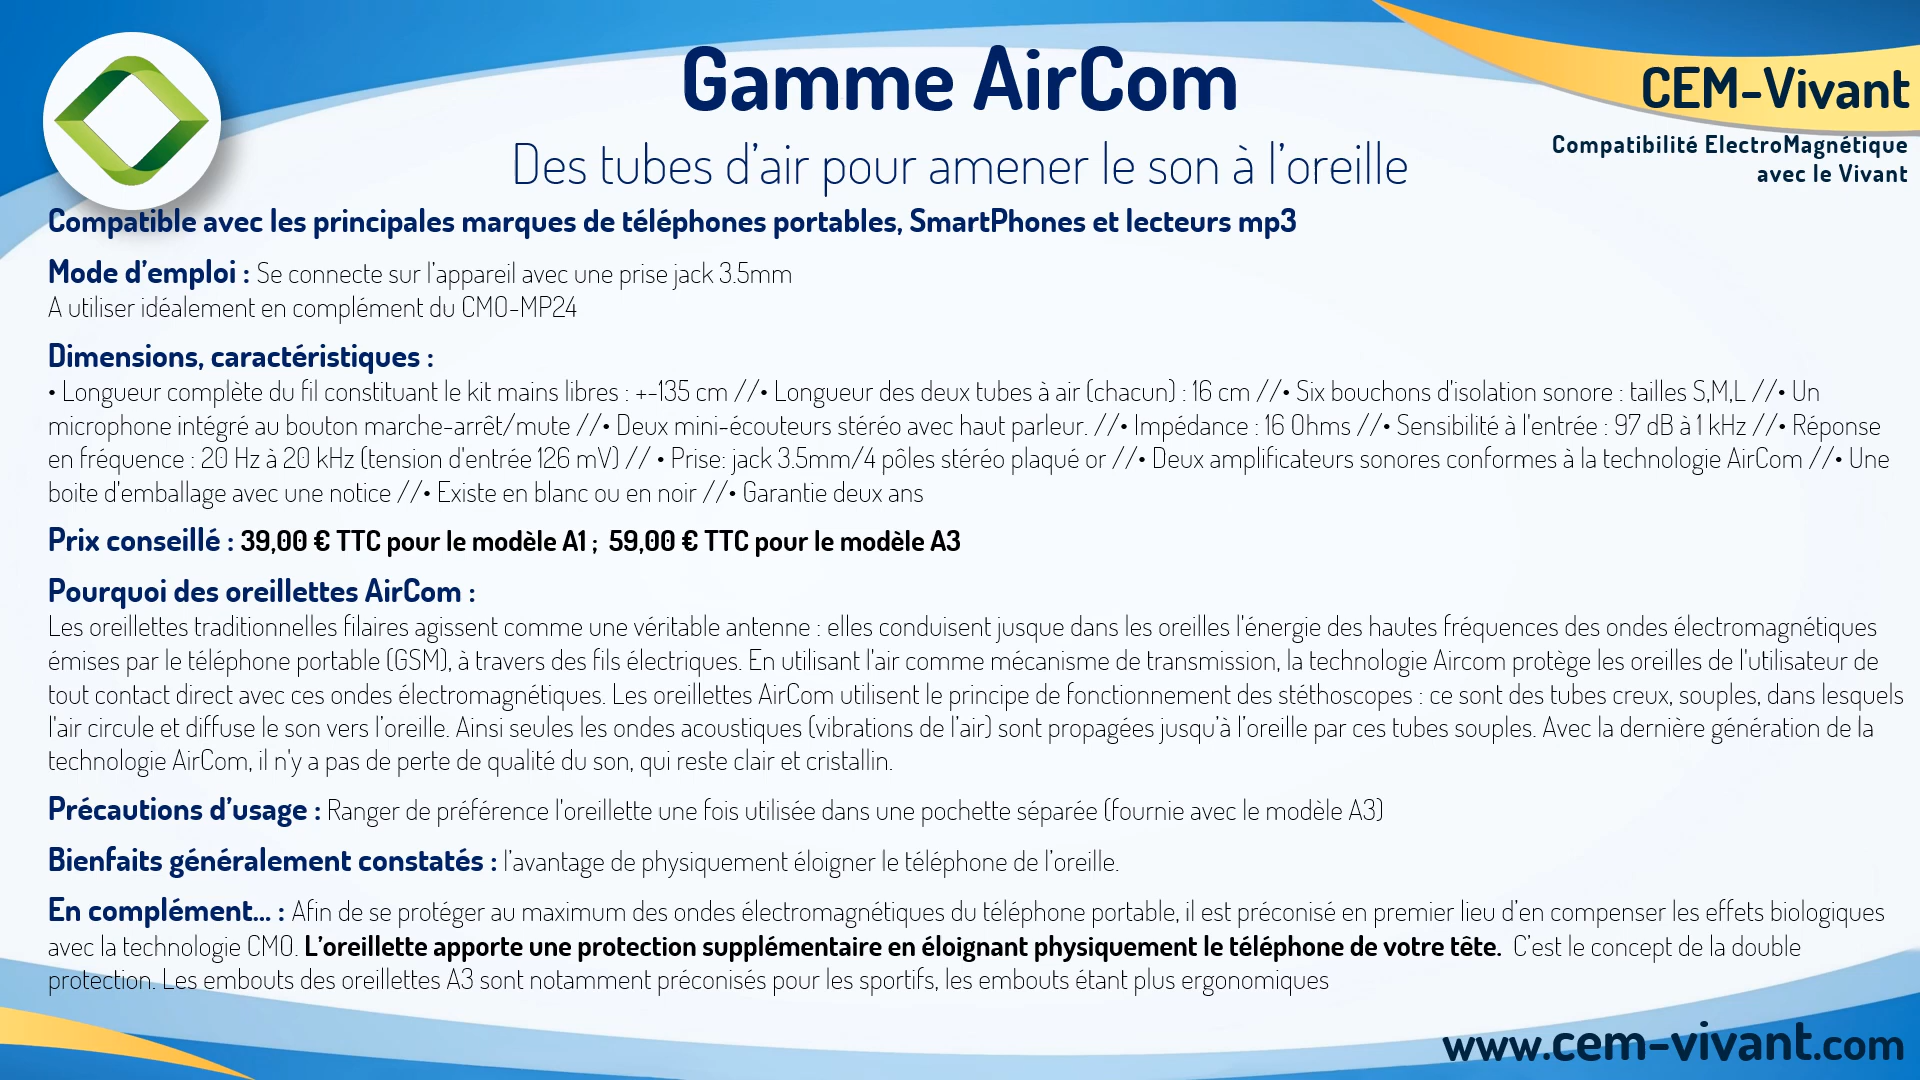 Gamme AirCom
CEM-Vivant
Des tubes d’air pour amener le son à l’oreille
Compatibilité ElectroMagnétique
avec le Vivant
Compatible avec les principales marques de téléphones portables, SmartPhones et lecteurs mp3
Mode d’emploi : Se connecte sur l’appareil avec une prise jack 3.5mm
A utiliser idéalement en complément du CMO-MP24
Dimensions, caractéristiques :
• Longueur complète du fil constituant le kit mains libres : +-135 cm //• Longueur des deux tubes à air (chacun) : 16 cm //• Six bouchons d'isolation sonore : tailles S,M,L //• Un
microphone intégré au bouton marche-arrêt/mute //• Deux mini-écouteurs stéréo avec haut parleur. //• Impédance : 16 Ohms //• Sensibilité à l'entrée : 97 dB à 1 kHz //• Réponse
en fréquence : 20 Hz à 20 kHz (tension d'entrée 126 mV) // • Prise: jack 3.5mm/4 pôles stéréo plaqué or //• Deux amplificateurs sonores conformes à la technologie AirCom //• Une
boite d'emballage avec une notice //• Existe en blanc ou en noir //• Garantie deux ans
Prix conseillé : 39,00 € TTC pour le modèle A1 ; 59,00 € TTC pour le modèle A3
Pourquoi des oreillettes AirCom :
Les oreillettes traditionnelles filaires agissent comme une véritable antenne : elles conduisent jusque dans les oreilles l'énergie des hautes fréquences des ondes électromagnétiques
émises par le téléphone portable (GSM), à travers des fils électriques. En utilisant l'air comme mécanisme de transmission, la technologie Aircom protège les oreilles de l'utilisateur de
tout contact direct avec ces ondes électromagnétiques. Les oreillettes AirCom utilisent le principe de fonctionnement des stéthoscopes : ce sont des tubes creux, souples, dans lesquels
l'air circule et diffuse le son vers l’oreille. Ainsi seules les ondes acoustiques (vibrations de l’air) sont propagées jusqu’à l’oreille par ces tubes souples. Avec la dernière génération de la
technologie AirCom, il n'y a pas de perte de qualité du son, qui reste clair et cristallin.
Précautions d’usage : Ranger de préférence l'oreillette une fois utilisée dans une pochette séparée (fournie avec le modèle A3)
Bienfaits généralement constatés : l’avantage de physiquement éloigner le téléphone de l’oreille.
En complément... : Afin de se protéger au maximum des ondes électromagnétiques du téléphone portable, il est préconisé en premier lieu d’en compenser les effets biologiques
avec la technologie CMO. L’oreillette apporte une protection supplémentaire en éloignant physiquement le téléphone de votre tête. C’est le concept de la double
protection. Les embouts des oreillettes A3 sont notamment préconisés pour les sportifs, les embouts étant plus ergonomiques
www.cem-vivant.com